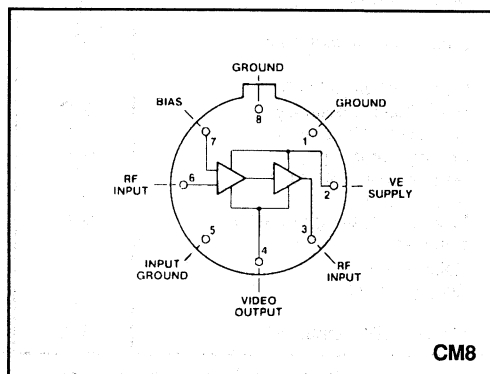 GROUND
BIAS
GROUND
8
7
1
RF
INPUT
6
2
VE
SUPPLY
5
4
3
INPUT
GROUND
RF
INPUT
VIDEO
OUTPUT
CM8